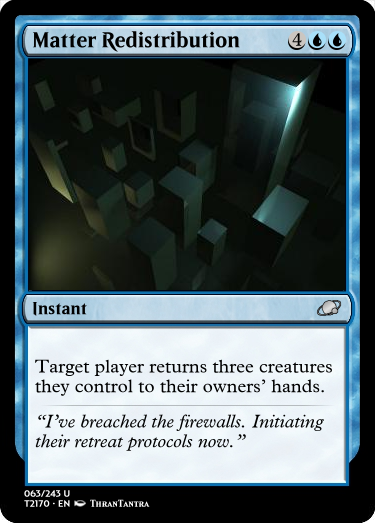 Matter Redistribution 4
Instant
Target player returns three creatures
they control to their owners’ hands.
“I’ve breached the firewalls. Initiating
their retreat protocols now.”
063/243 U
T2170 · EN ThranTantra